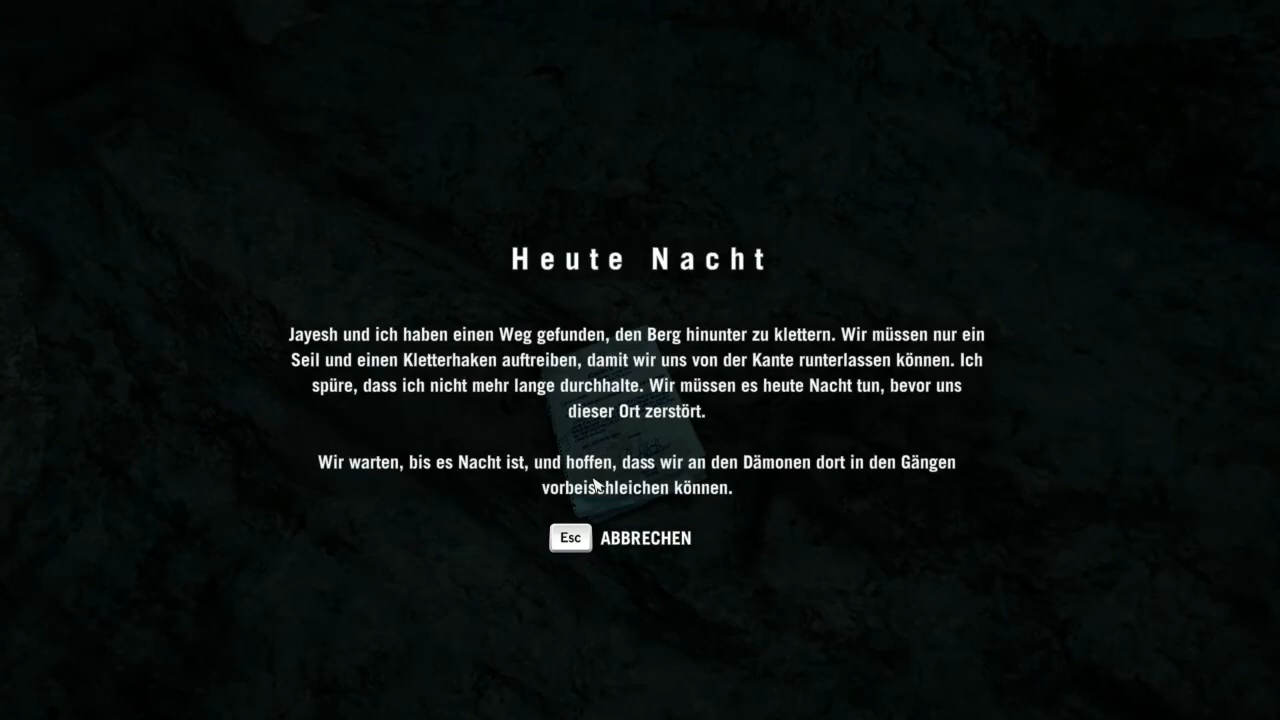 Heute Nacht
Jayesh und ich haben einen Weg gefunden, den Berg hinunter zu klettern. Wir müssen nur ein
Seil und einen Kletterhaken auftreiben, damit wir uns von der Kante runterlassen können. Ich
spüre, dass ich nicht mehr lange durchhalte. Wir müssen es heute Nacht tun, bevor uns
dieser Ort zerstört.
Wir warten, bis es Nacht ist, und hoffen, dass wir an den Dämonen dort in den Gängen
vorbeischleichen können.
Esc ABBRECHEN